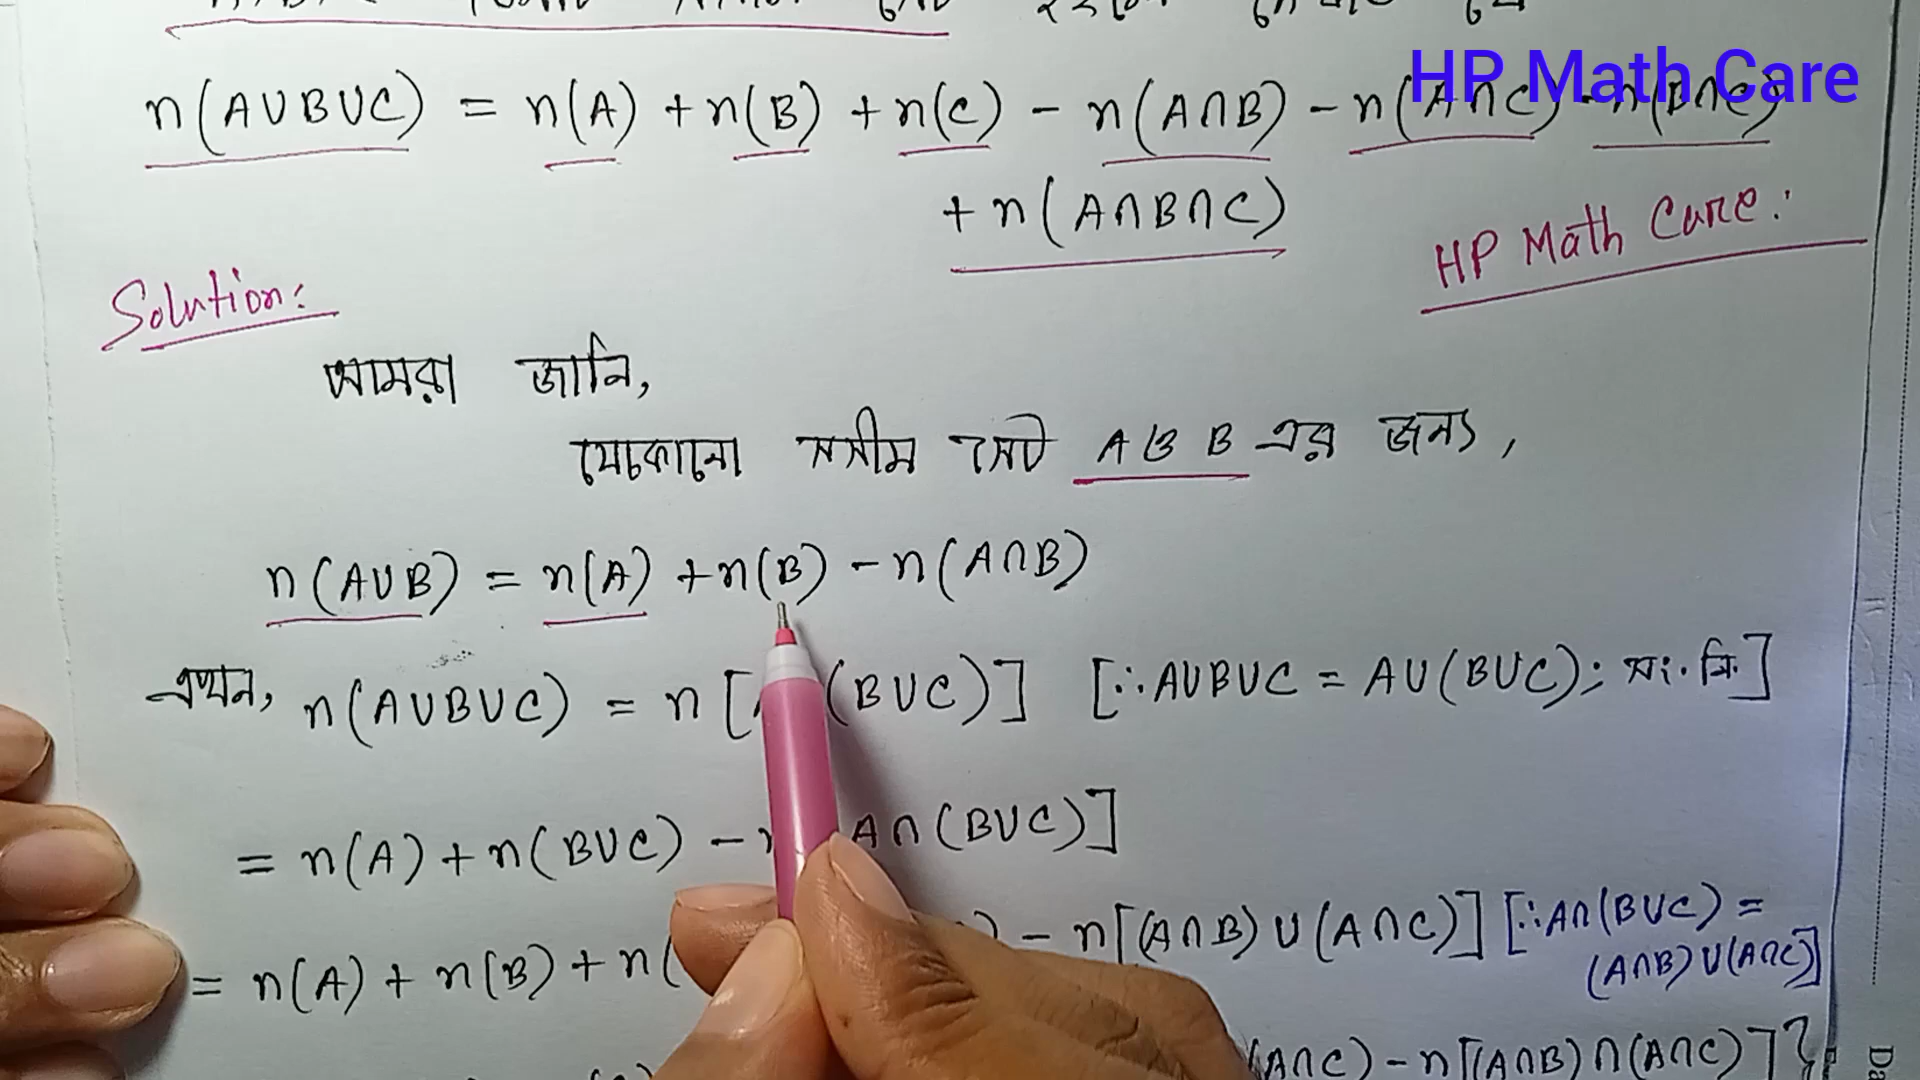 HP Math Care
n(A∪B∪C) = n(A) + n(B) + n(C) - n(A∩B) - n(A∩C) - n(B∩C)
+ n(A∩B∩C)
HP Math Care:
Solution:
আমরা জানি,
যেকোনো সসীম সেট A ও B এর জন্য,
n(A∪B) = n(A) + n(B) - n(A∩B)
এখন, n(A∪B∪C) = n[ (B∪C)] [∴A∪B∪C = A∪(B∪C); সং. বি.]
= n(A) + n(B∪C) - n A∩(B∪C)]
= n(A) + n(B) + n( ) - n[(A∩B)∪(A∩C)] [∴A∩(B∪C) =
(A∩B)∪(A∩C)]
(A∩C) - n[(A∩B)∩(A∩C)]}